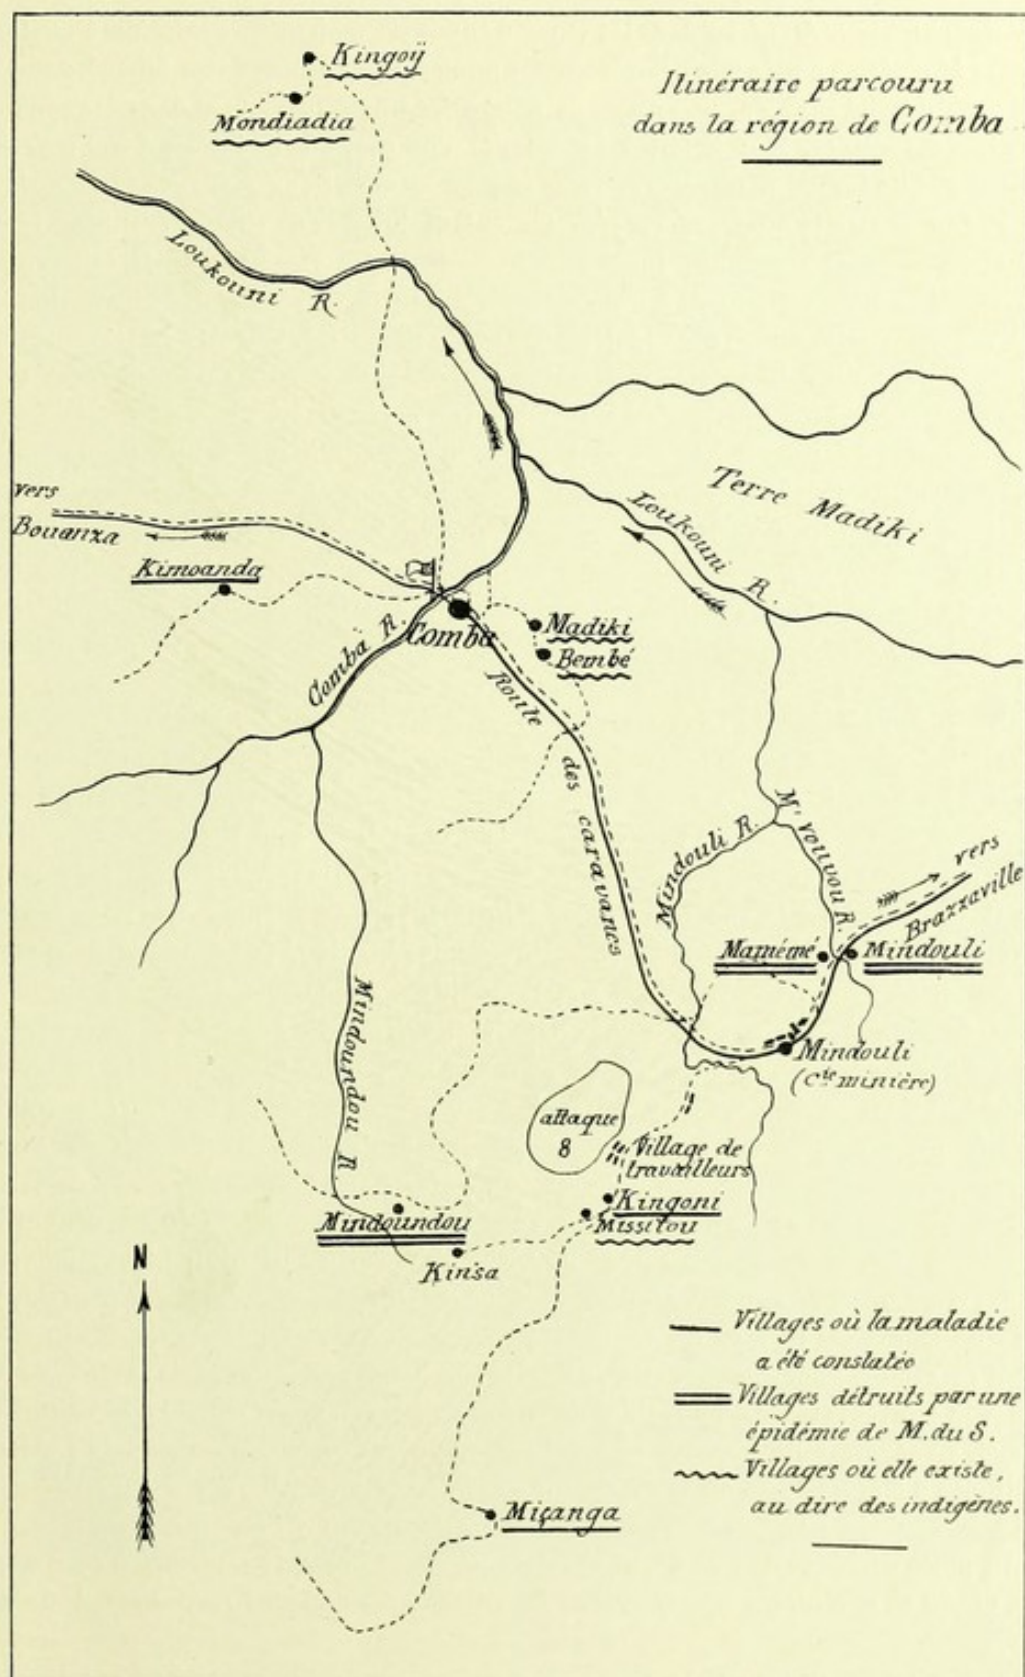 Itinéraire parcouru
dans la région de Comba
Kingoÿ
Mondiadia
Loukouni R.
Terre Madiki
Loukouni R.
vers
Bouanza
Kimoanda
Comba R.
Comba
Madiki
Bembé
Route des caravanes
Mindouli R.
M'vouvou R.
vers
Brazzaville
Mamémé
Mindouli
Mindouli
(Cie minière)
Mindoundou R
attaque
8
Village de
travailleurs
Kingoni
Missitou
Mindoundou
Kinsa
N
Villages où la maladie
a été constatée
Villages détruits par une
épidémie de M. du S.
Villages où elle existe,
au dire des indigènes.
Miçanga